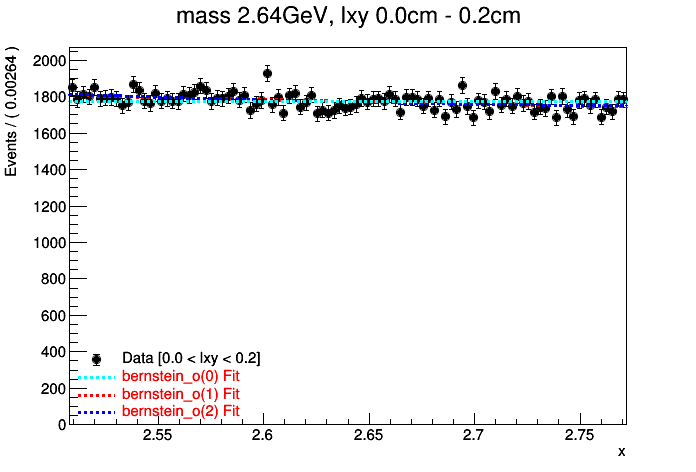 mass 2.64GeV, lxy 0.0cm - 0.2cm
Events / ( 0.00264 )
2000
1800
1600
1400
1200
1000
800
600
400
200
0
Data [0.0 < lxy < 0.2]
bernstein_o(0) Fit
bernstein_o(1) Fit
bernstein_o(2) Fit
2.55 2.6 2.65 2.7 2.75
x